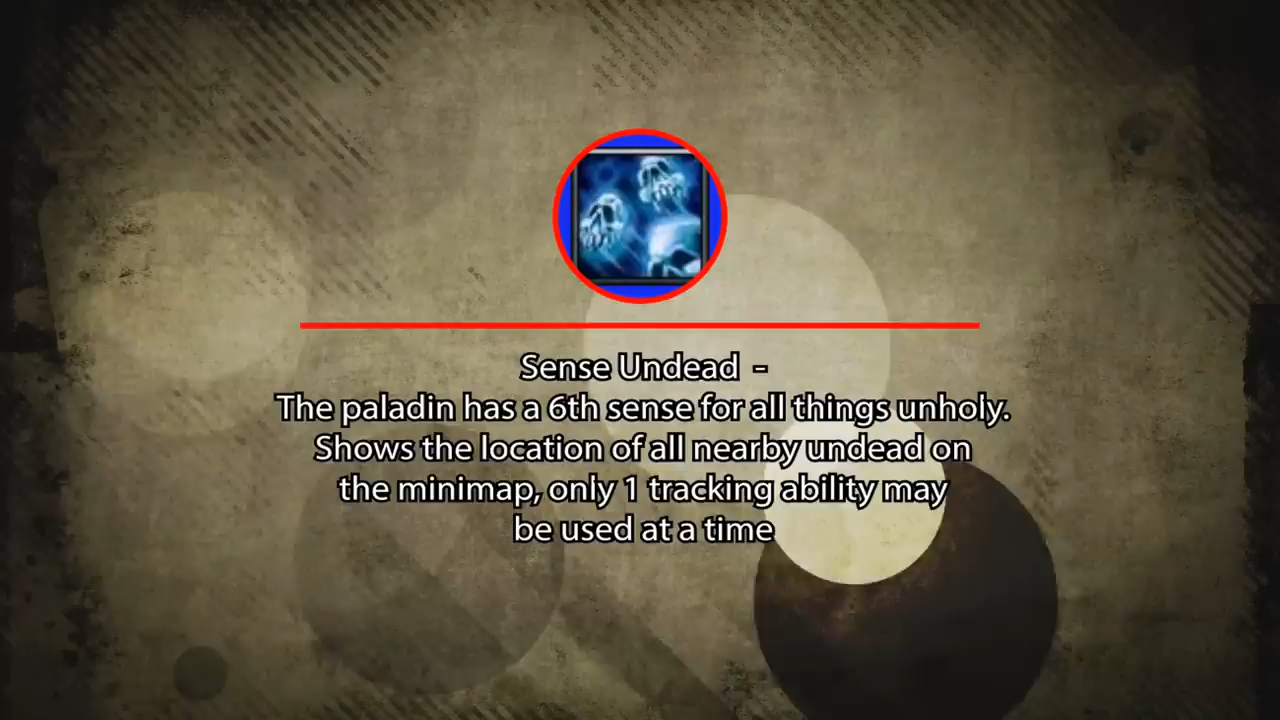 Sense Undead -
The paladin has a 6th sense for all things unholy.
Shows the location of all nearby undead on
the minimap, only 1 tracking ability may
be used at a time